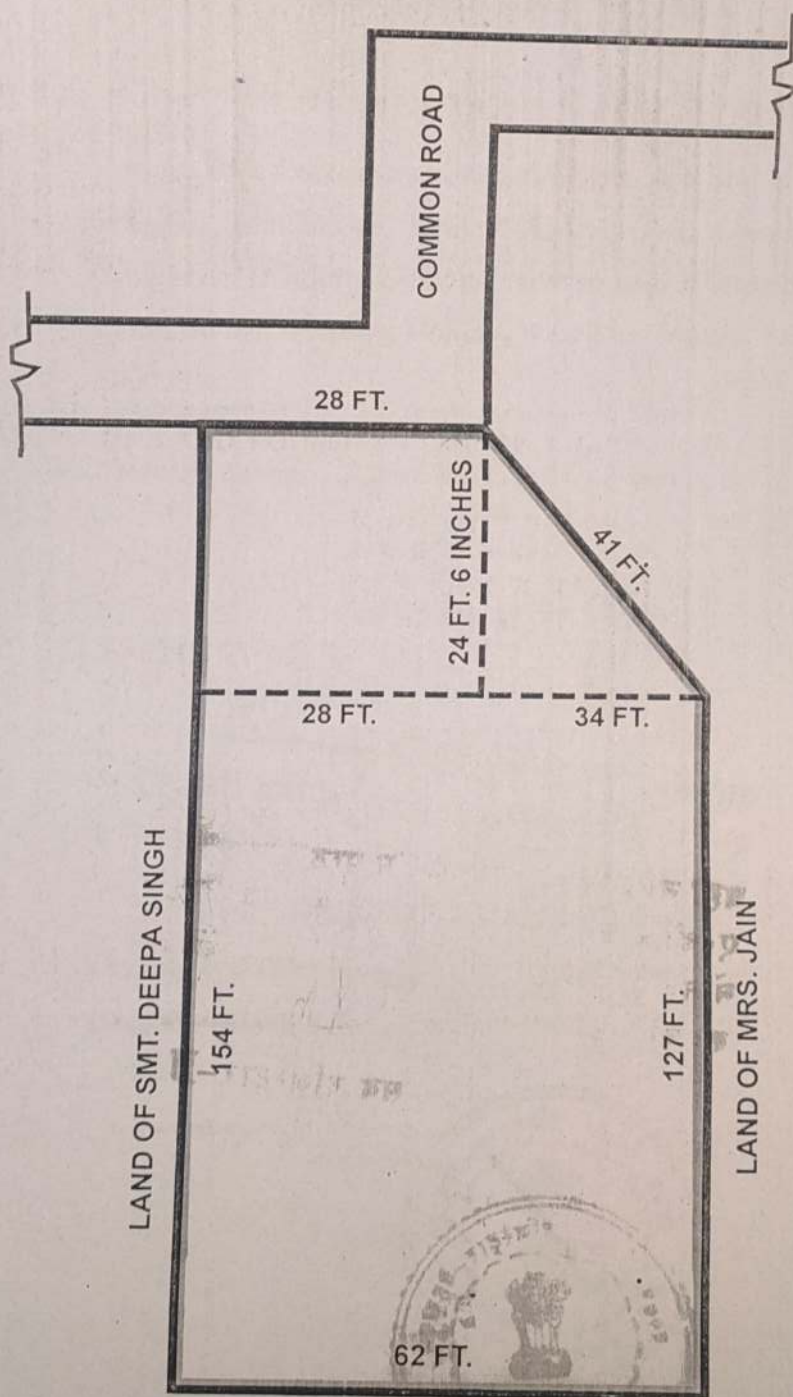 COMMON ROAD
28 FT.
24 FT. 6 INCHES
41 FT.
28 FT.
34 FT.
LAND OF SMT. DEEPA SINGH
154 FT.
127 FT.
LAND OF MRS. JAIN
62 FT.